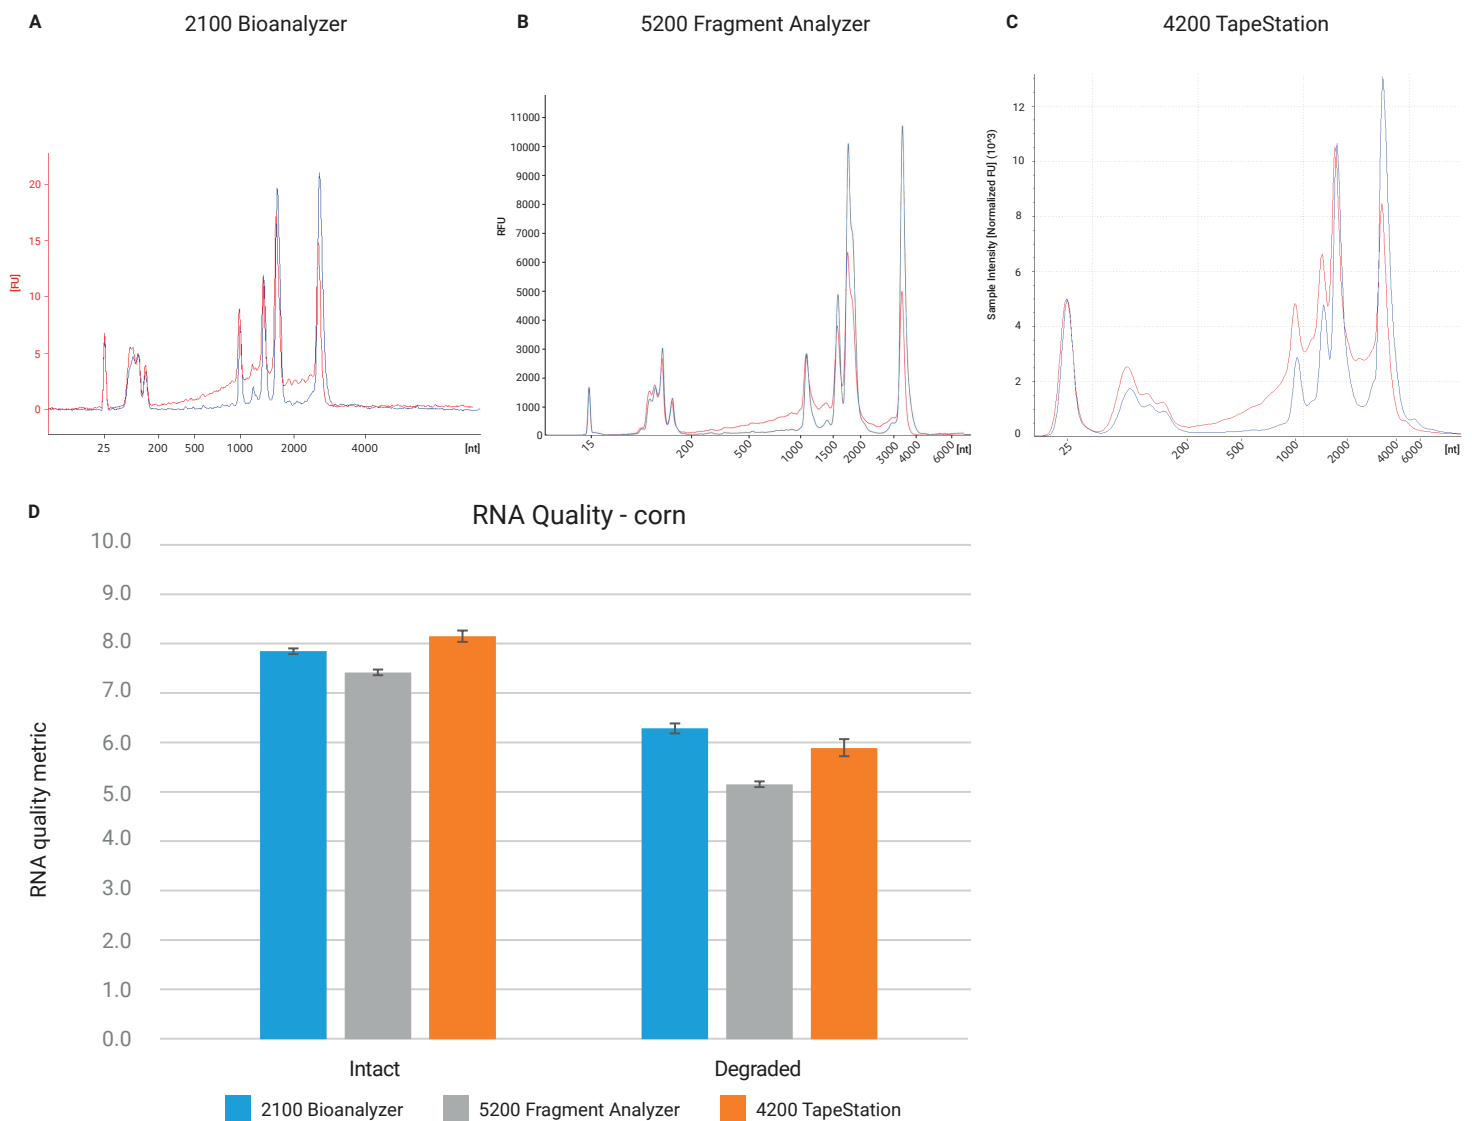 A 2100 Bioanalyzer
B 5200 Fragment Analyzer
C 4200 TapeStation
[FU]
20
15
10
5
0
25 200 500 1000 2000 4000 [nt]
RFU
11000
10000
9000
8000
7000
6000
5000
4000
3000
2000
1000
0
15 200 500 1000 1500 2000 3000 4000 6000 [nt]
Sample Intensity [Normalized FU] (10^3)
12
10
8
6
4
2
0
25 200 500 1000 2000 4000 6000 [nt]
D RNA Quality - corn
RNA quality metric
10.0
9.0
8.0
7.0
6.0
5.0
4.0
3.0
2.0
1.0
0.0
Intact Degraded
2100 Bioanalyzer 5200 Fragment Analyzer 4200 TapeStation